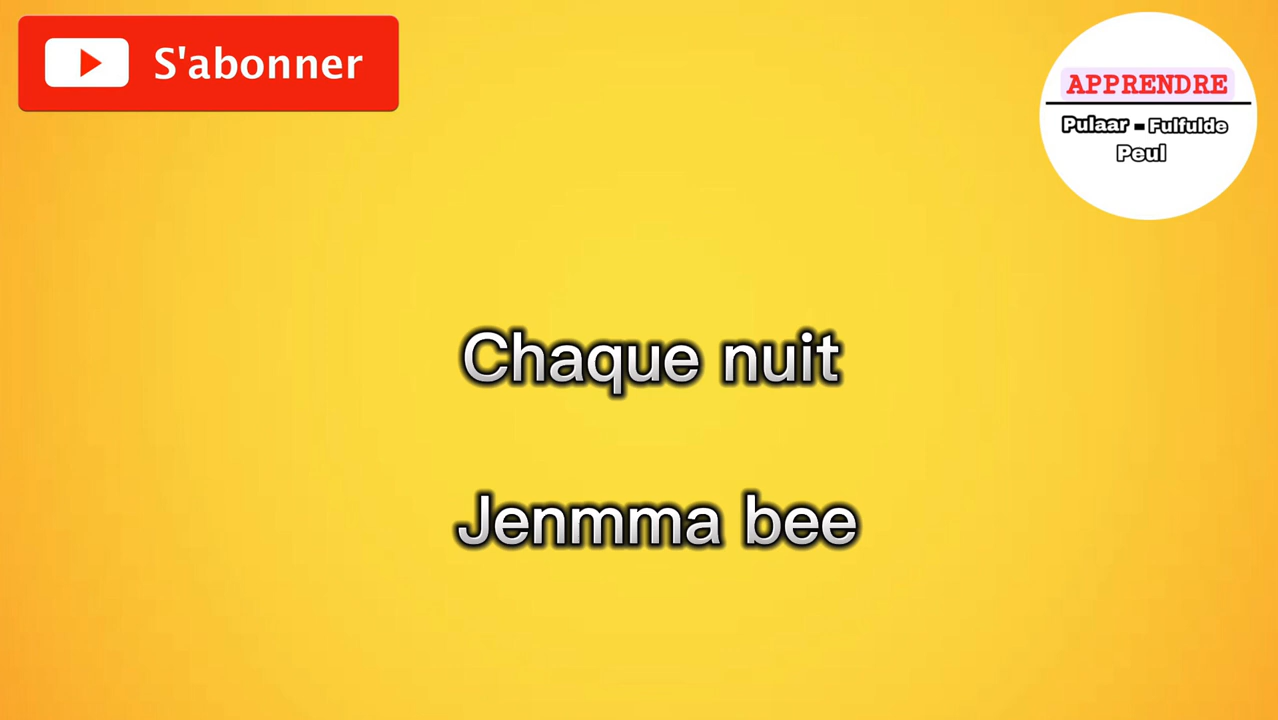 S'abonner
APPRENDRE
Pulaar - Fulfulde
Peul
Chaque nuit
Jenmma bee